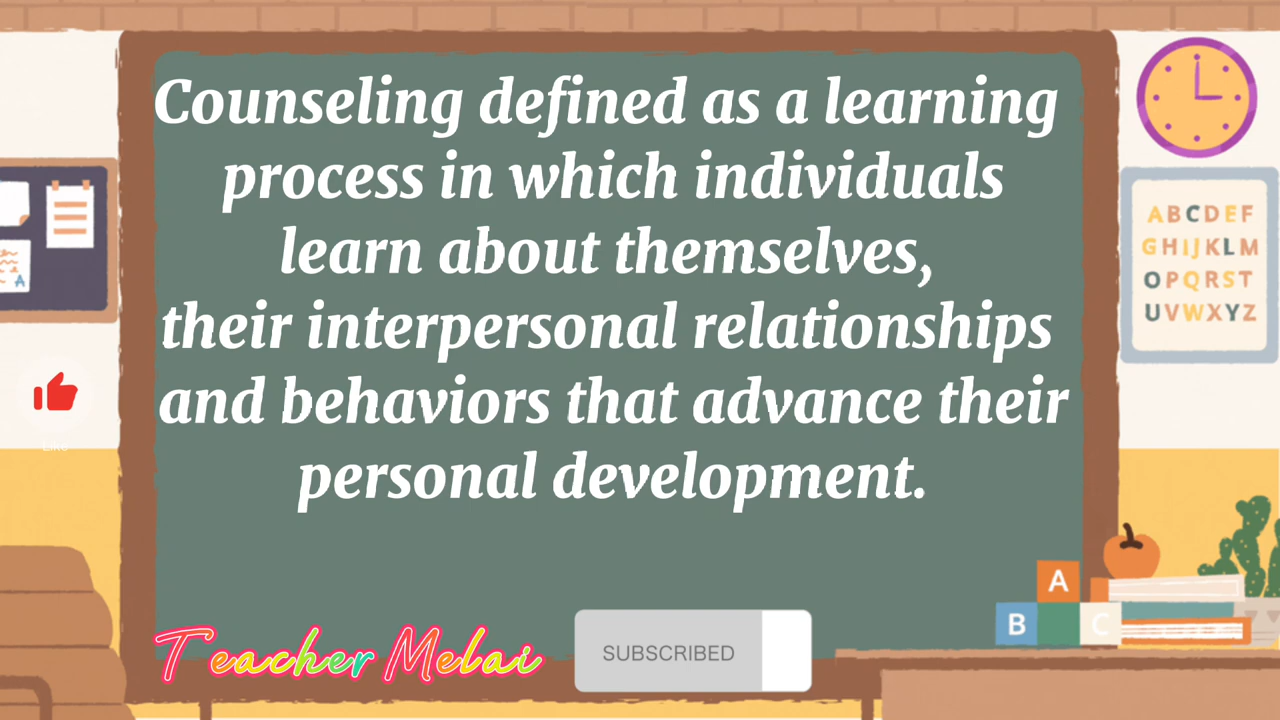 Counseling defined as a learning
process in which individuals
learn about themselves,
their interpersonal relationships
and behaviors that advance their
personal development.
ABCDEF
GHIJKLM
OPQRST
UVWXYZ
A
Like
A
B C
Teacher Melai
SUBSCRIBED